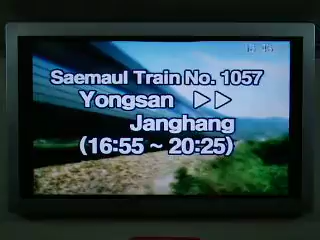 Saemaul Train No. 1057
Yongsan ▷▷
Janghang
(16:55 ~ 20:25)